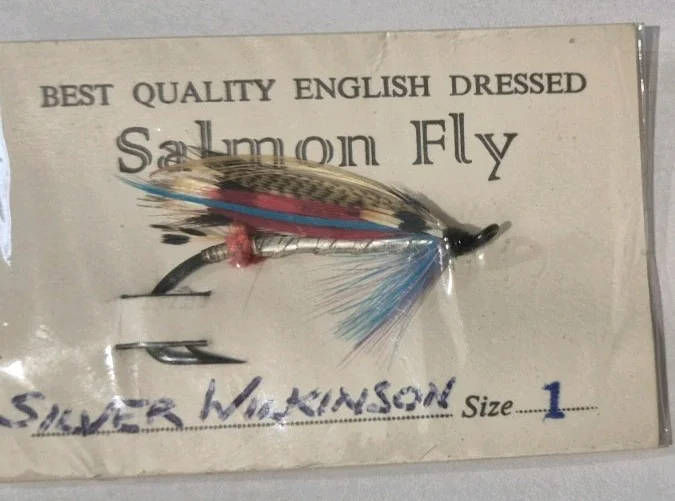 BEST QUALITY ENGLISH DRESSED
Salmon Fly
SILVER WILKINSON Size 1